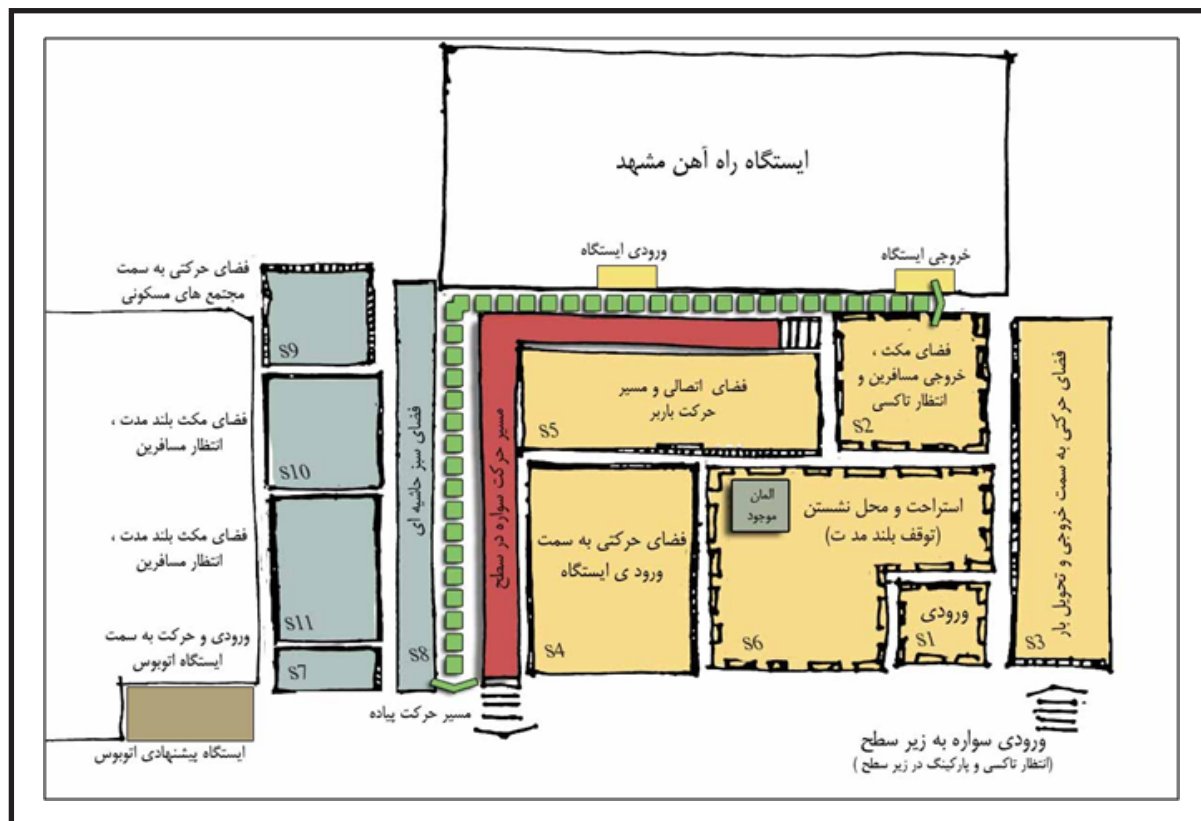 ایستگاه راه آهن مشهد
ورودی ایستگاه
خروجی ایستگاه
فضای حرکتی به سمت
مجتمع های مسکونی
S9
فضای مکث بلند مدت ،
انتظار مسافرین
S10
فضای مکث بلند مدت ،
انتظار مسافرین
S11
ورودی و حرکت به سمت
ایستگاه اتوبوس
S7
ایستگاه پیشنهادی اتوبوس
فضای سبز حاشیه ای
S8
مسیر حرکت پیاده
مسیر حرکت سواره در سطح
فضای اتصالی و مسیر
حرکت باربر
S5
فضای مکث ،
خروجی مسافرین و
انتظار تاکسی
S2
فضای حرکتی به سمت خروجی و تحویل بار
S3
فضای حرکتی به سمت
ورود ی ایستگاه
S4
المان
موجود
استراحت و محل نشستن
(توقف بلند مد ت)
S6
ورودی
S1
ورودی سواره به زیر سطح
(انتظار تاکسی و پارکینگ در زیر سطح )